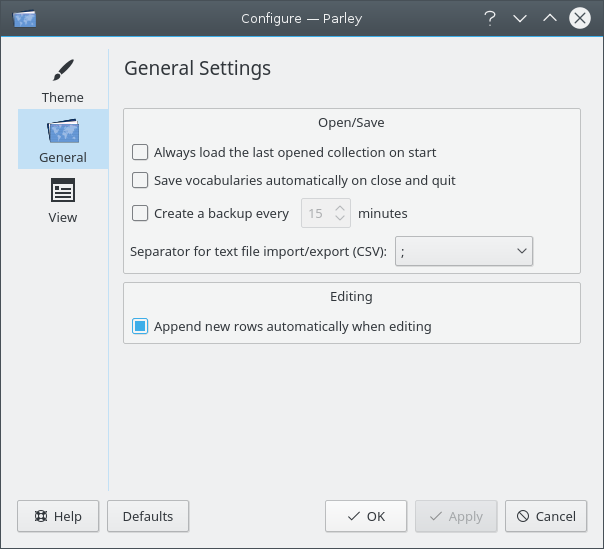 Configure — Parley
Theme
General
View
General Settings
Open/Save
Always load the last opened collection on start
Save vocabularies automatically on close and quit
Create a backup every 15 minutes
Separator for text file import/export (CSV): ;
Editing
Append new rows automatically when editing
Help Defaults OK Apply Cancel